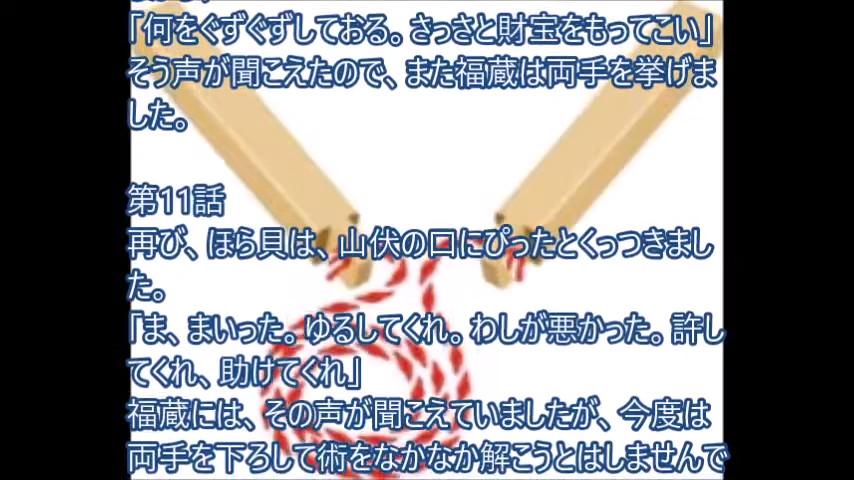 「何をぐずぐずしておる。さっさと財宝をもってこい」
そう声が聞こえたので、また福蔵は両手を挙げま
した。
第11話
再び、ほら貝は、山伏の口にぴったとくっつきまし
た。
「ま、まいった。ゆるしてくれ。わしが悪かった。許し
てくれ、助けてくれ」
福蔵には、その声が聞こえていましたが、今度は
両手を下ろして術をなかなか解こうとはしませんで